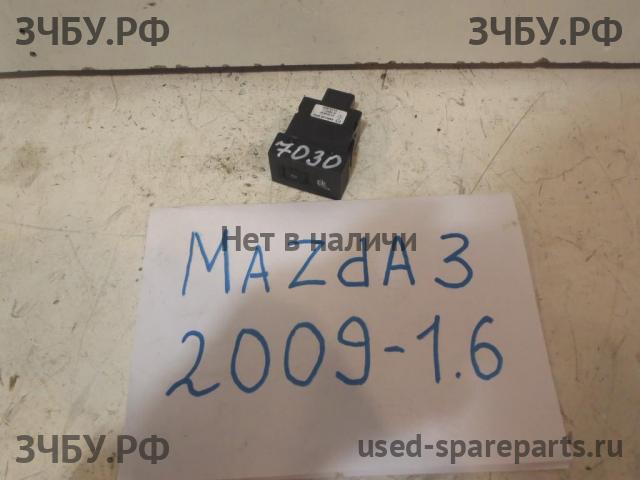 ЗЧБУ.РФ ЗЧБУ.РФ
7030
Нет в наличи
MAZdA 3
2009-1.6
ЗЧБУ.РФ used-spareparts.ru